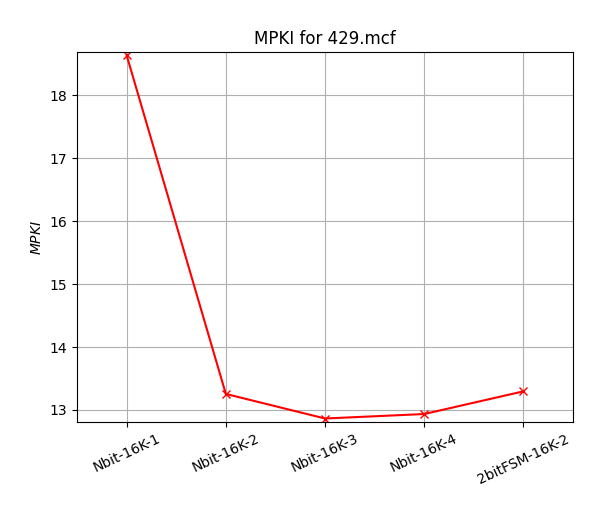 MPKI for 429.mcf
MPKI
18
17
16
15
14
13
Nbit-16K-1
Nbit-16K-2
Nbit-16K-3
Nbit-16K-4
2bitFSM-16K-2